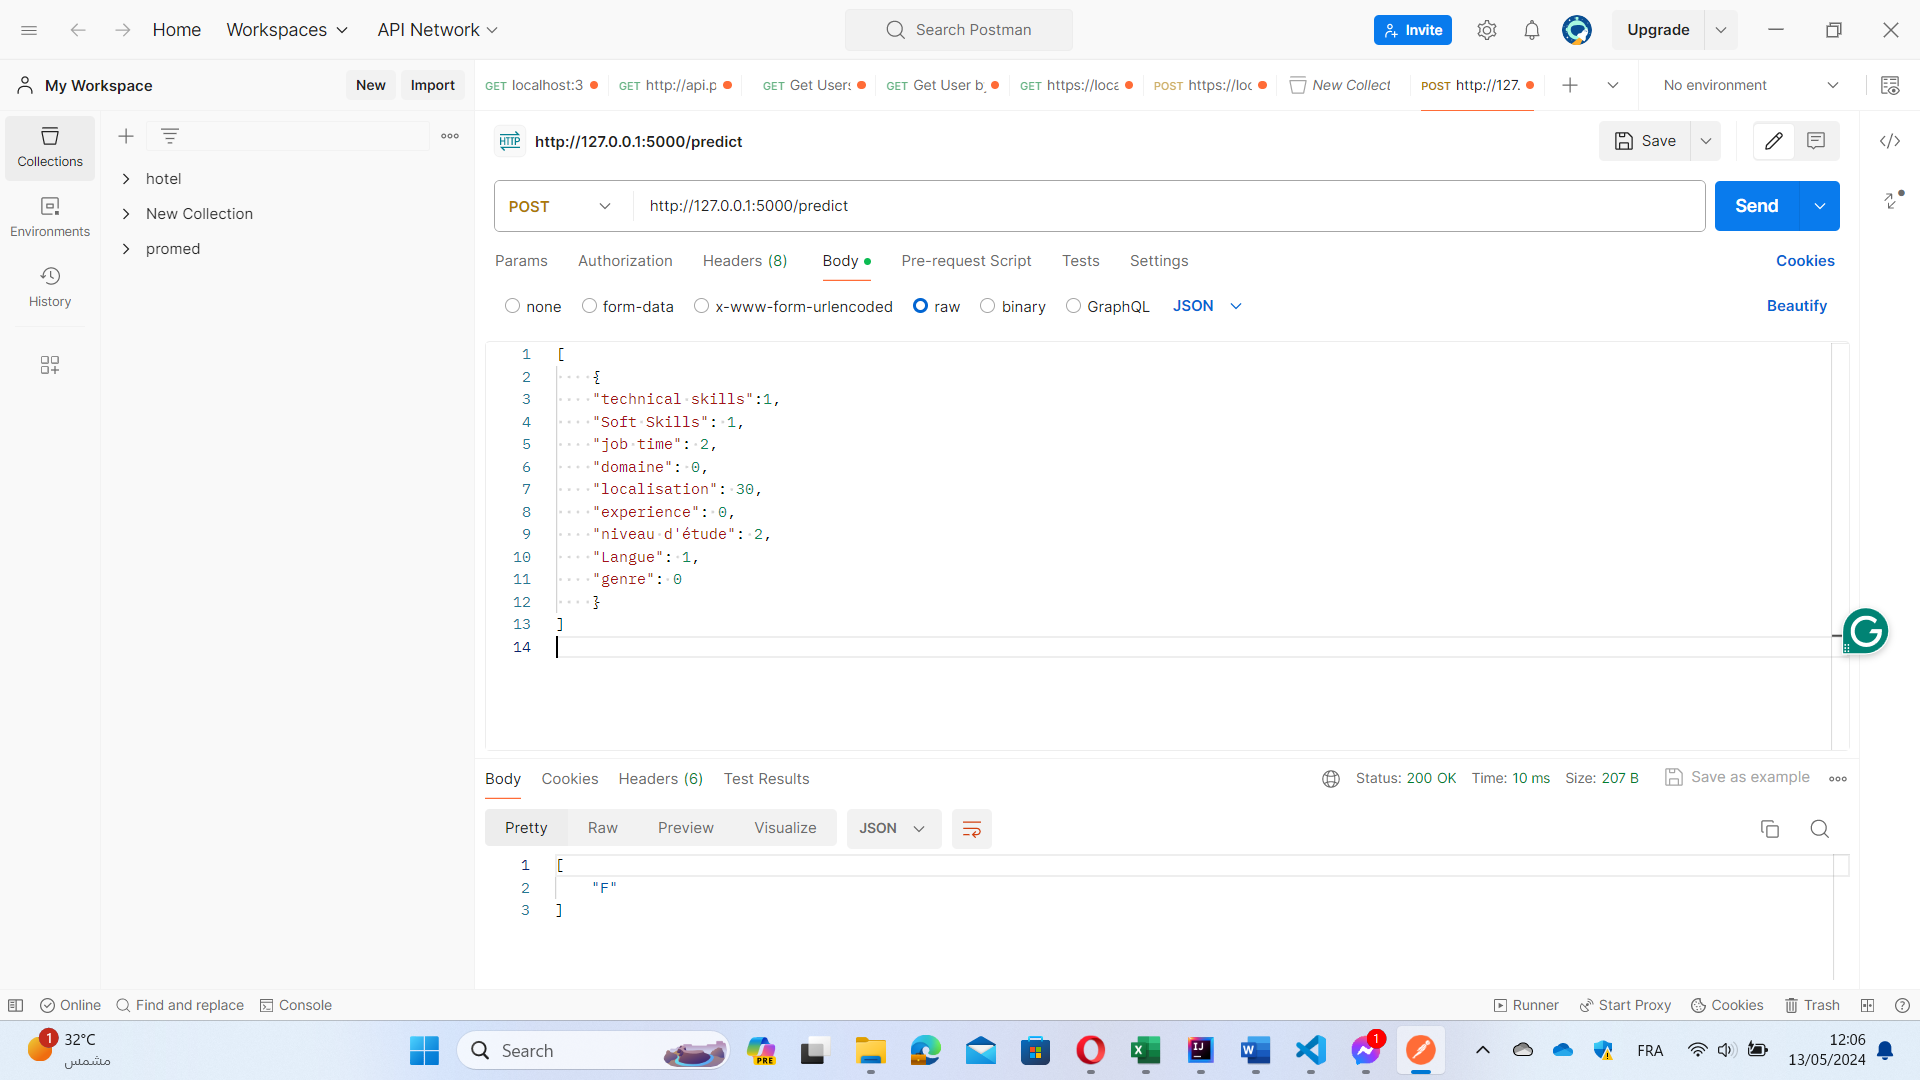 Home
Workspaces
API Network
Search Postman
Invite
Upgrade
My Workspace
New
Import
GET localhost:3
GET http://api.p
GET Get Users
GET Get User by
GET https://loca
POST https://loc
New Collect
POST http://127.
No environment
Collections
Environments
History
hotel
New Collection
promed
HTTP http://127.0.0.1:5000/predict
Save
POST
http://127.0.0.1:5000/predict
Send
Params
Authorization
Headers (8)
Body
Pre-request Script
Tests
Settings
Cookies
none
form-data
x-www-form-urlencoded
raw
binary
GraphQL
JSON
Beautify
1 [
2 {
3 "technical skills":1,
4 "Soft Skills": 1,
5 "job time": 2,
6 "domaine": 0,
7 "localisation": 30,
8 "experience": 0,
9 "niveau d'étude": 2,
10 "Langue": 1,
11 "genre": 0
12 }
13 ]
14
Body
Cookies
Headers (6)
Test Results
Status: 200 OK
Time: 10 ms
Size: 207 B
Save as example
Pretty
Raw
Preview
Visualize
JSON
1 [
2 "F"
3 ]
Online
Find and replace
Console
Runner
Start Proxy
Cookies
Trash
1
32°C
مشمس
Search
PRE
1
FRA
12:06
13/05/2024